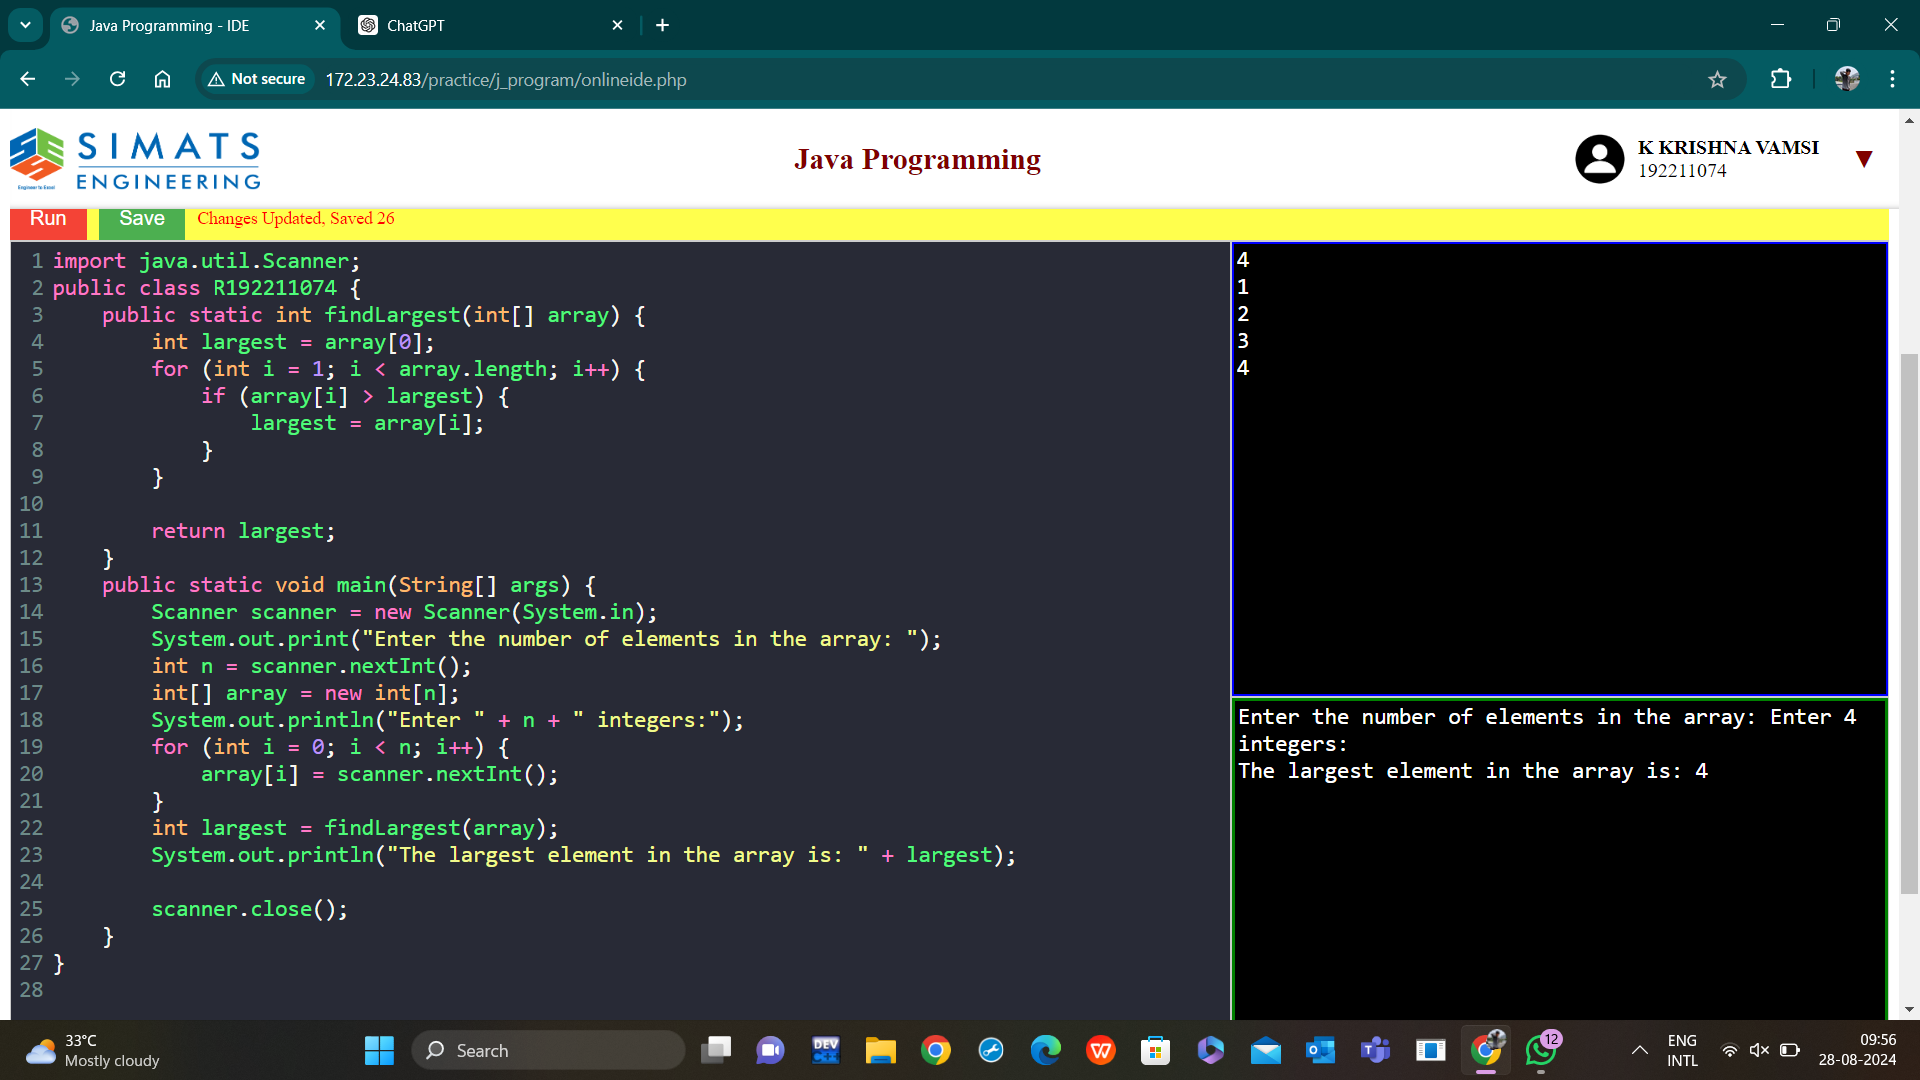 Java Programming - IDE
ChatGPT
Not secure
172.23.24.83/practice/j_program/onlineide.php
SIMATS
ENGINEERING
Engineer to Excel
Java Programming
K KRISHNA VAMSI
192211074
Run
Save
Changes Updated, Saved 26
1 import java.util.Scanner;
2 public class R192211074 {
3     public static int findLargest(int[] array) {
4         int largest = array[0];
5         for (int i = 1; i < array.length; i++) {
6             if (array[i] > largest) {
7                 largest = array[i];
8             }
9         }
10
11         return largest;
12     }
13     public static void main(String[] args) {
14         Scanner scanner = new Scanner(System.in);
15         System.out.print("Enter the number of elements in the array: ");
16         int n = scanner.nextInt();
17         int[] array = new int[n];
18         System.out.println("Enter " + n + " integers:");
19         for (int i = 0; i < n; i++) {
20             array[i] = scanner.nextInt();
21         }
22         int largest = findLargest(array);
23         System.out.println("The largest element in the array is: " + largest);
24
25         scanner.close();
26     }
27 }
28
4
1
2
3
4
Enter the number of elements in the array: Enter 4
integers:
The largest element in the array is: 4
33°C
Mostly cloudy
Search
DEV
C++
12
ENG
INTL
09:56
28-08-2024